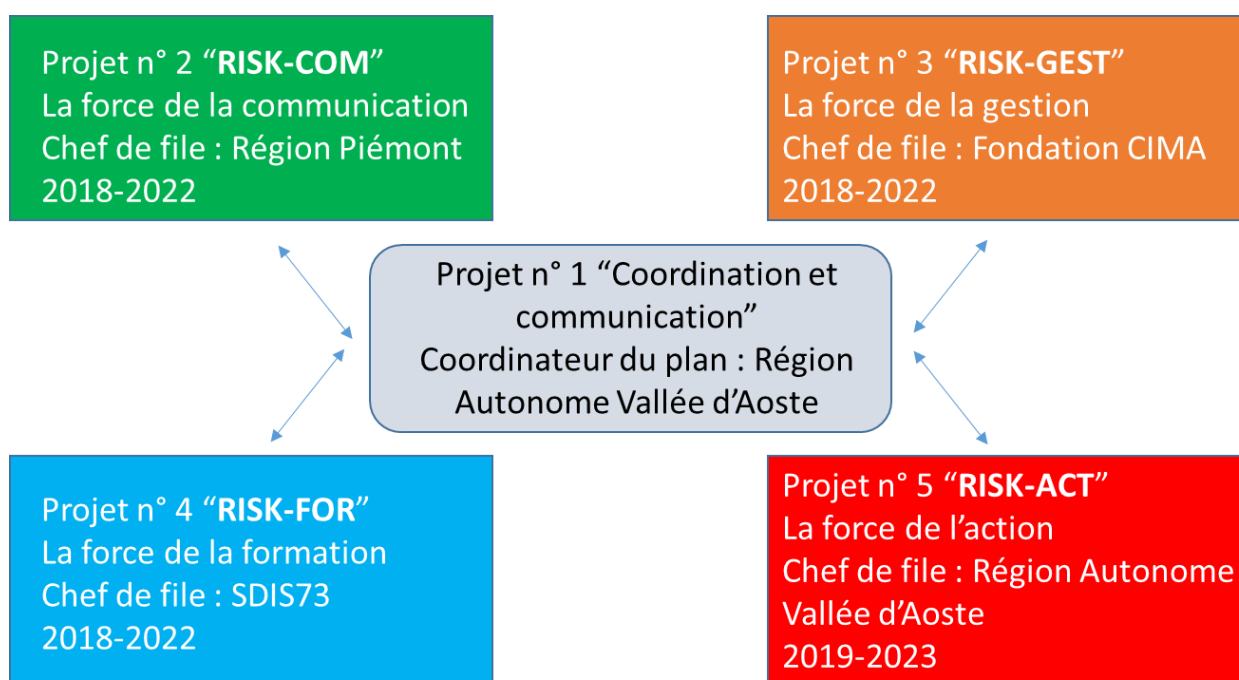 Projet n° 2 “RISK-COM”
La force de la communication
Chef de file : Région Piémont
2018-2022
Projet n° 3 “RISK-GEST”
La force de la gestion
Chef de file : Fondation CIMA
2018-2022
Projet n° 1 “Coordination et
communication”
Coordinateur du plan : Région
Autonome Vallée d’Aoste
Projet n° 4 “RISK-FOR”
La force de la formation
Chef de file : SDIS73
2018-2022
Projet n° 5 “RISK-ACT”
La force de l’action
Chef de file : Région Autonome
Vallée d’Aoste
2019-2023